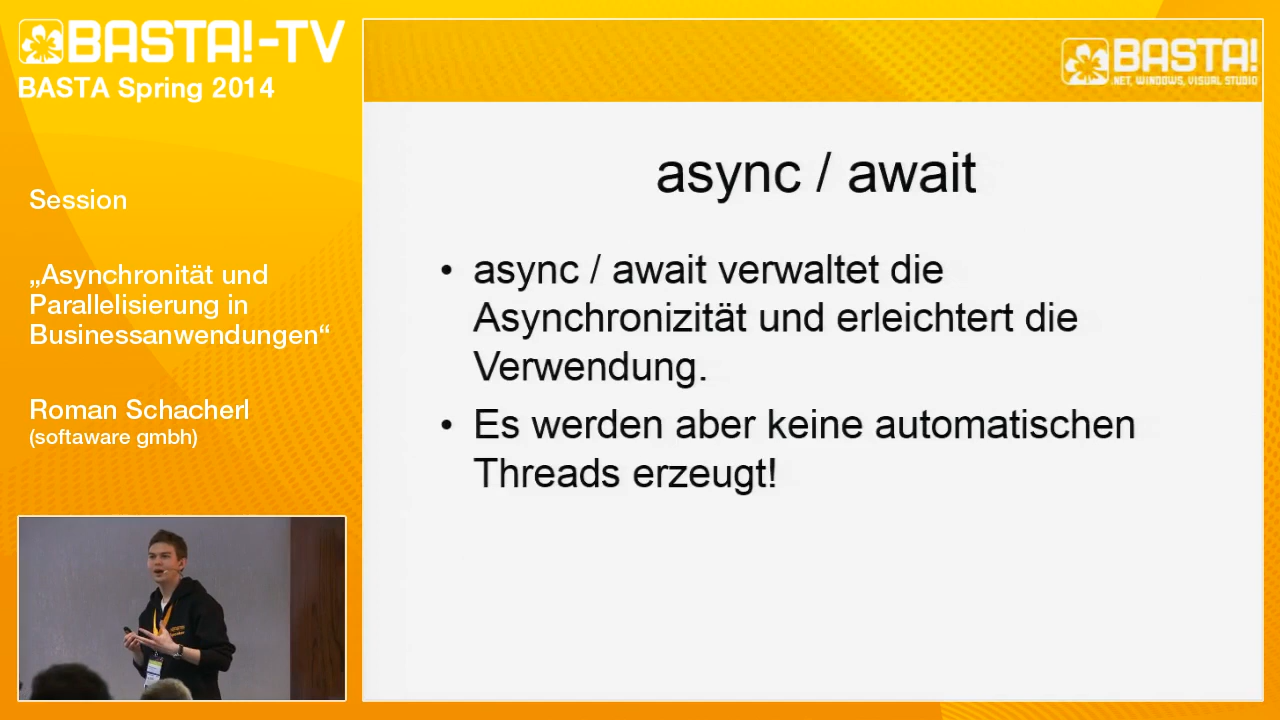 BASTA!-TV
BASTA Spring 2014
Session
„Asynchronität und
Parallelisierung in
Businessanwendungen“
Roman Schacherl
(softaware gmbh)
BASTA!
.NET, WINDOWS, VISUAL STUDIO
async / await
• async / await verwaltet die
Asynchronizität und erleichtert die
Verwendung.
• Es werden aber keine automatischen
Threads erzeugt!